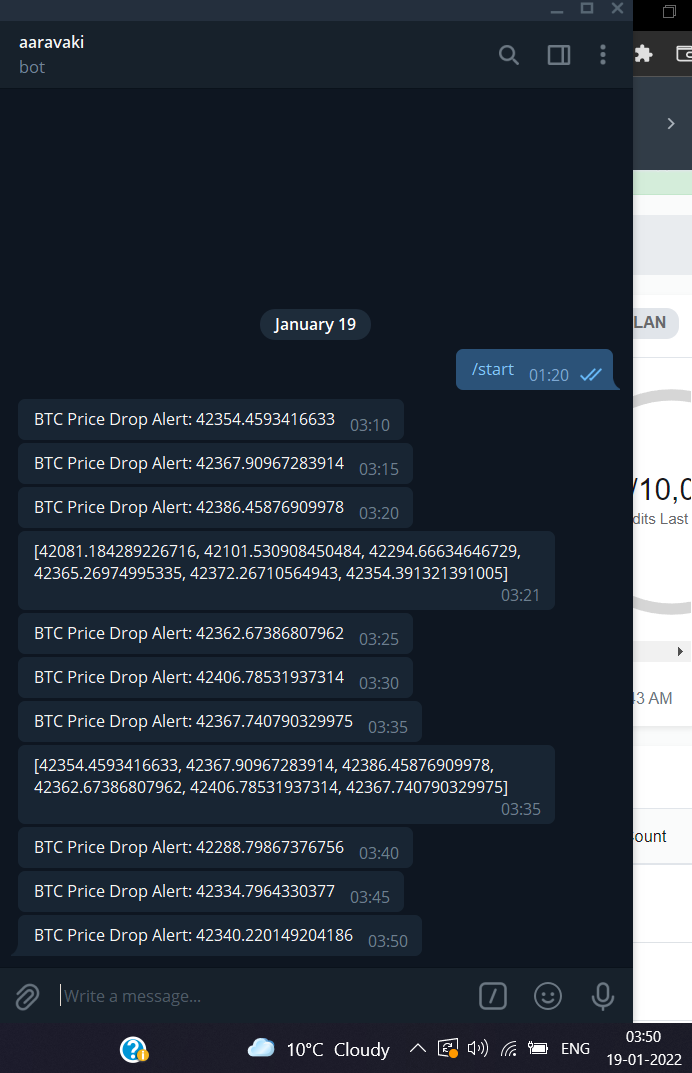 aaravaki
bot
January 19
/start 01:20
BTC Price Drop Alert: 42354.4593416633 03:10
BTC Price Drop Alert: 42367.90967283914 03:15
BTC Price Drop Alert: 42386.45876909978 03:20
[42081.184289226716, 42101.530908450484, 42294.66634646729,
42365.26974995335, 42372.26710564943, 42354.391321391005]
03:21
BTC Price Drop Alert: 42362.67386807962 03:25
BTC Price Drop Alert: 42406.78531937314 03:30
BTC Price Drop Alert: 42367.740790329975 03:35
[42354.4593416633, 42367.90967283914, 42386.45876909978,
42362.67386807962, 42406.78531937314, 42367.740790329975]
03:35
BTC Price Drop Alert: 42288.79867376756 03:40
BTC Price Drop Alert: 42334.7964330377 03:45
BTC Price Drop Alert: 42340.220149204186 03:50
Write a message...
LAN
/10,0
dits Last
43 AM
ount
10°C Cloudy
ENG
03:50
19-01-2022